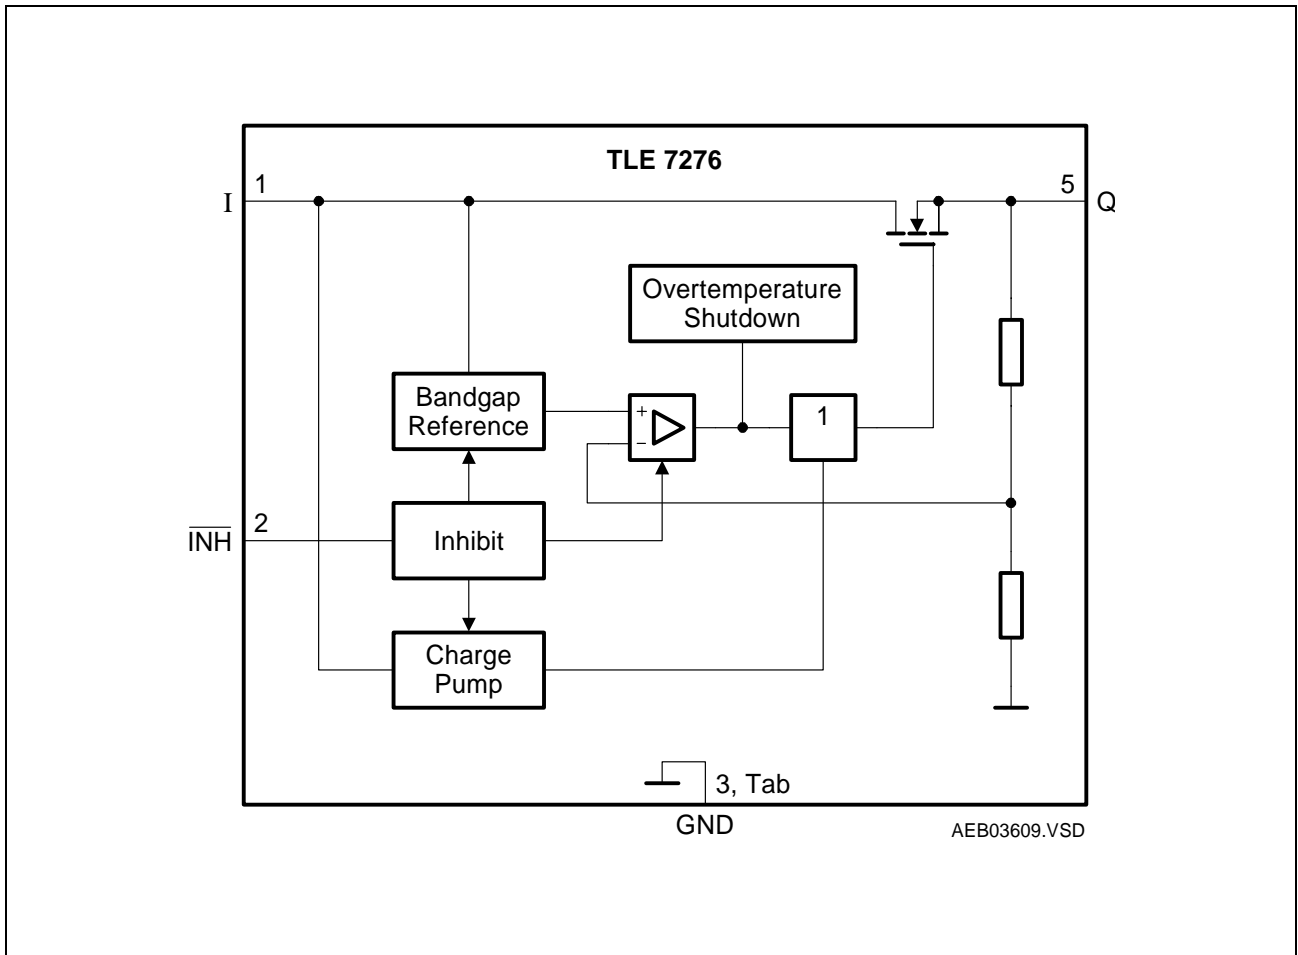 TLE 7276
1
5
I
Q
Overtemperature
Shutdown
Bandgap
Reference
+
−
1
2
INH
Inhibit
Charge
Pump
3, Tab
GND
AEB03609.VSD